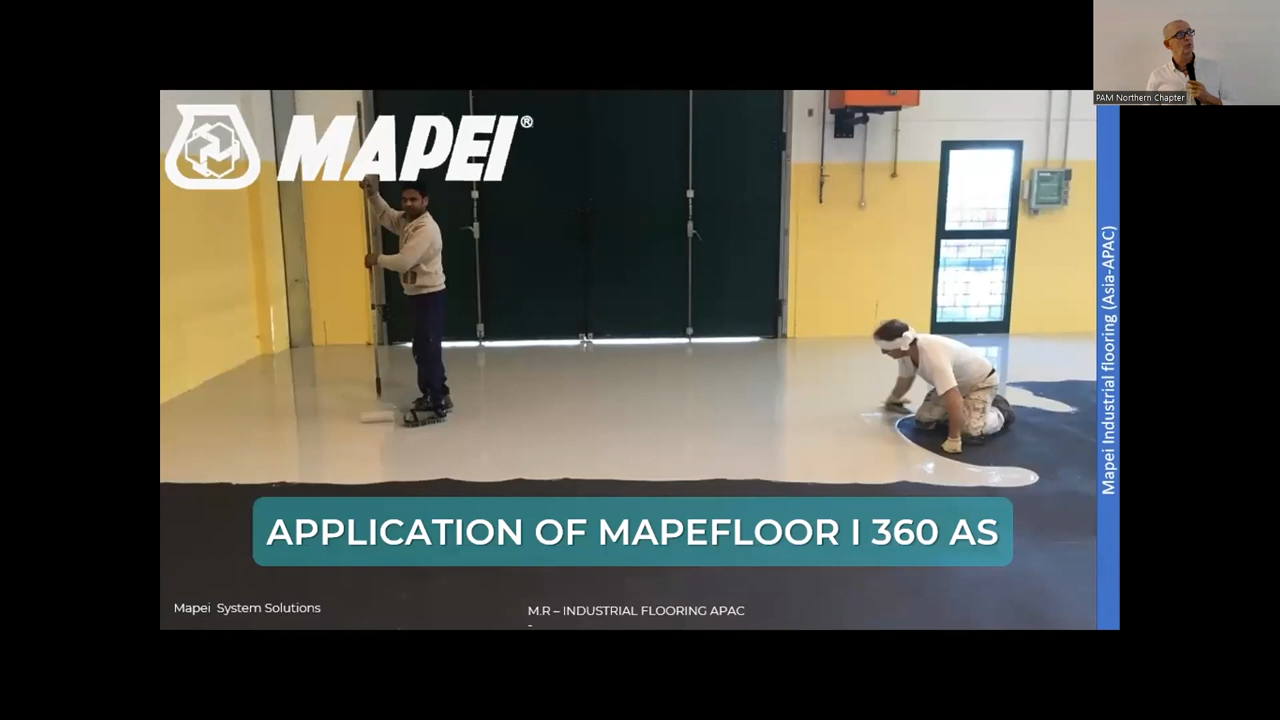 PAM Northern Chapter
MAPEI®
Mapei Industrial flooring (Asia-APAC)
APPLICATION OF MAPEFLOOR I 360 AS
Mapei System Solutions
M.R – INDUSTRIAL FLOORING APAC
-